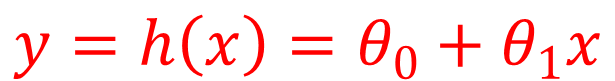 y = h(x) = θ₀ + θ₁x